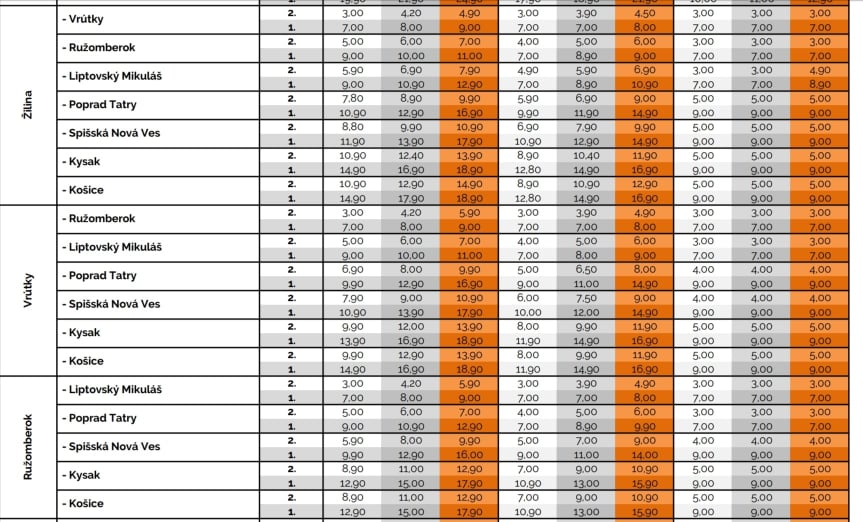 Žilina
- Vrútky 2. 3,00 4,20 4,90 3,00 3,90 4,50 3,00 3,00 3,00
1. 7,00 8,00 9,00 7,00 7,00 8,00 7,00 7,00 7,00
- Ružomberok 2. 5,00 6,00 7,00 4,00 5,00 6,00 3,00 3,00 3,00
1. 9,00 10,00 11,00 7,00 8,90 9,00 7,00 7,00 7,00
- Liptovský Mikuláš 2. 5,90 6,90 7,90 4,90 5,90 6,90 3,00 3,00 4,90
1. 9,00 10,90 12,90 7,00 8,90 10,90 7,00 7,00 8,90
- Poprad Tatry 2. 7,80 8,90 9,90 5,90 6,90 9,00 5,00 5,00 5,00
1. 10,90 12,90 16,90 9,90 11,90 14,90 9,00 9,00 9,00
- Spišská Nová Ves 2. 8,80 9,90 10,90 6,90 7,90 9,90 5,00 5,00 5,00
1. 11,90 13,90 17,90 10,90 12,90 14,90 9,00 9,00 9,00
- Kysak 2. 10,90 12,40 13,90 8,90 10,40 11,90 5,00 5,00 5,00
1. 14,90 16,90 18,90 12,80 14,90 16,90 9,00 9,00 9,00
- Košice 2. 10,90 12,90 14,90 8,90 10,90 12,90 5,00 5,00 5,00
1. 14,90 17,90 18,90 12,80 14,90 16,90 9,00 9,00 9,00
Vrútky
- Ružomberok 2. 3,00 4,20 5,90 3,00 3,90 4,90 3,00 3,00 3,00
1. 7,00 8,00 9,00 7,00 7,00 8,00 7,00 7,00 7,00
- Liptovský Mikuláš 2. 5,00 6,00 7,00 4,00 5,00 6,00 3,00 3,00 3,00
1. 9,00 10,00 11,00 7,00 8,00 9,00 7,00 7,00 7,00
- Poprad Tatry 2. 6,90 8,00 9,90 5,00 6,50 8,00 4,00 4,00 4,00
1. 9,90 12,90 16,90 9,00 11,00 14,90 9,00 9,00 9,00
- Spišská Nová Ves 2. 7,90 9,00 10,90 6,00 7,50 9,00 4,00 4,00 4,00
1. 10,90 13,90 17,90 10,00 12,00 14,90 9,00 9,00 9,00
- Kysak 2. 9,90 12,00 13,90 8,00 9,90 11,90 5,00 5,00 5,00
1. 13,90 16,90 18,90 11,90 14,90 16,90 9,00 9,00 9,00
- Košice 2. 9,90 12,90 13,90 8,00 9,90 11,90 5,00 5,00 5,00
1. 14,90 16,90 18,90 11,90 14,90 16,90 9,00 9,00 9,00
Ružomberok
- Liptovský Mikuláš 2. 3,00 4,20 5,90 3,00 3,90 4,90 3,00 3,00 3,00
1. 7,00 8,00 9,00 7,00 7,00 8,00 7,00 7,00 7,00
- Poprad Tatry 2. 5,00 6,00 7,00 4,00 5,00 6,00 3,00 3,00 3,00
1. 9,00 10,90 12,90 7,00 8,90 9,90 7,00 7,00 7,00
- Spišská Nová Ves 2. 5,90 8,00 9,90 5,00 7,00 9,00 4,00 4,00 4,00
1. 9,90 12,90 16,00 9,00 11,00 14,00 9,00 9,00 9,00
- Kysak 2. 8,90 11,00 12,90 7,00 9,00 10,90 5,00 5,00 5,00
1. 12,90 15,00 17,90 10,90 13,00 15,90 9,00 9,00 9,00
- Košice 2. 8,90 11,00 12,90 7,00 9,00 10,90 5,00 5,00 5,00
1. 12,90 15,00 17,90 10,90 13,00 15,90 9,00 9,00 9,00